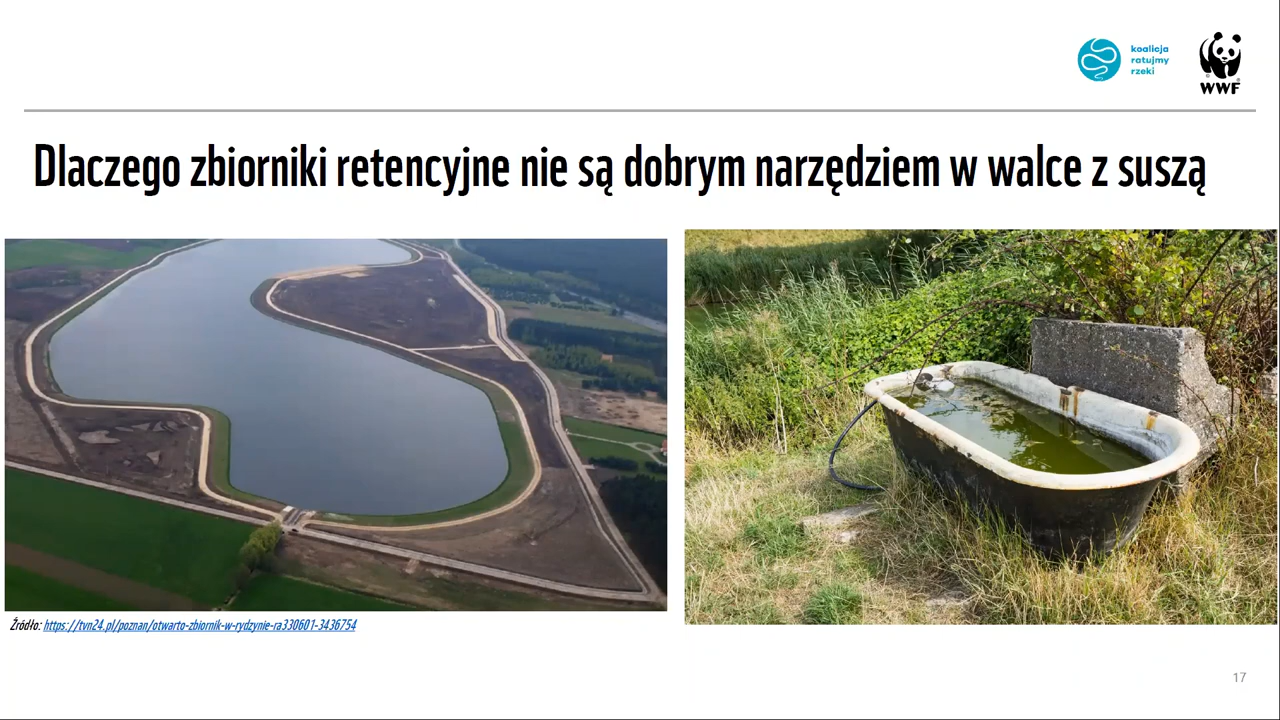 koalicja
ratujmy
rzeki
WWF
Dlaczego zbiorniki retencyjne nie są dobrym narzędziem w walce z suszą
Źródło: https://tvn24.pl/poznan/otwarto-zbiornik-w-rydzynie-ra330601-3436754
17